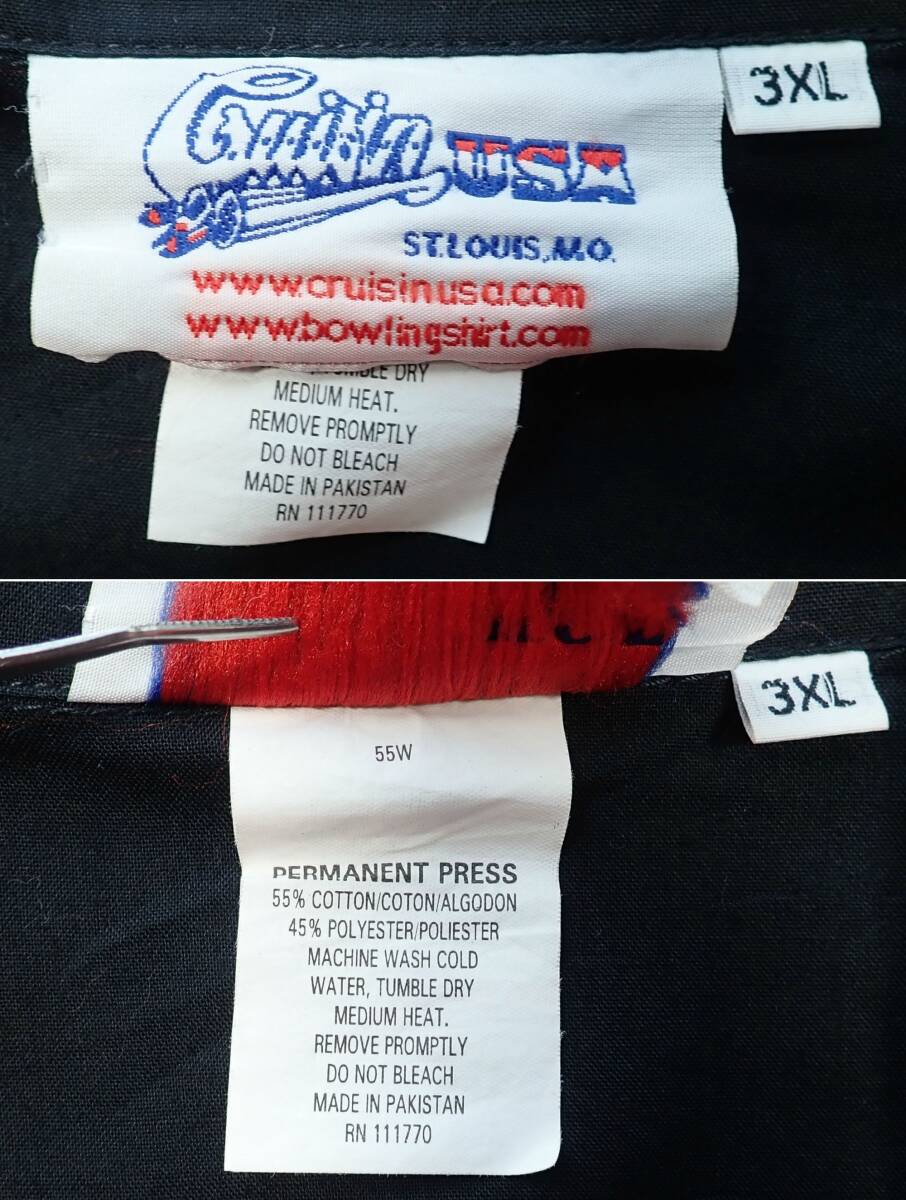 Cruisin USA
3XL
ST.LOUIS,.M.O.
www.cruisinusa.com
www.bowlingshirt.com
TUMBLE DRY
MEDIUM HEAT.
REMOVE PROMPTLY
DO NOT BLEACH
MADE IN PAKISTAN
RN 111770
3XL
55W
PERMANENT PRESS
55% COTTON/COTON/ALGODON
45% POLYESTER/POLIESTER
MACHINE WASH COLD
WATER, TUMBLE DRY
MEDIUM HEAT.
REMOVE PROMPTLY
DO NOT BLEACH
MADE IN PAKISTAN
RN 111770